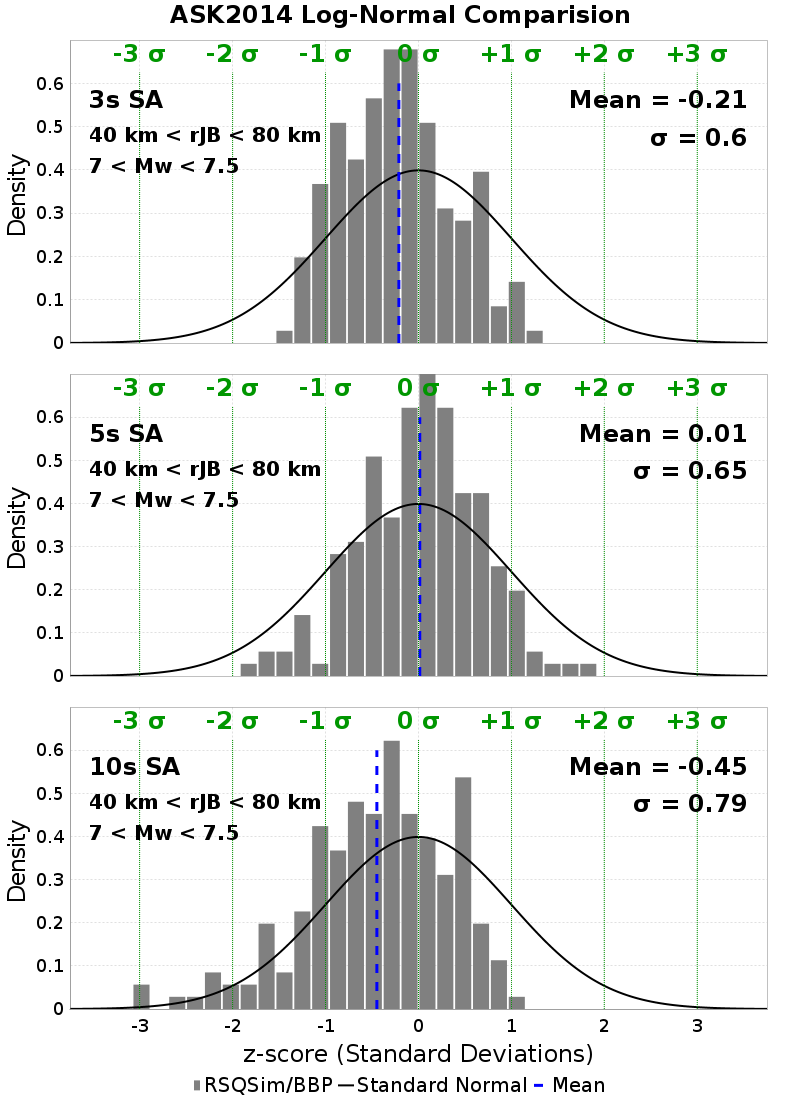 ASK2014 Log-Normal Comparision
-3 σ -2 σ -1 σ 0 σ +1 σ +2 σ +3 σ
3s SA
Mean = -0.21
40 km < rJB < 80 km
σ = 0.6
7 < Mw < 7.5
Density
0.6
0.5
0.4
0.3
0.2
0.1
0
-3 σ -2 σ -1 σ 0 σ +1 σ +2 σ +3 σ
5s SA
Mean = 0.01
40 km < rJB < 80 km
σ = 0.65
7 < Mw < 7.5
Density
0.6
0.5
0.4
0.3
0.2
0.1
0
-3 σ -2 σ -1 σ 0 σ +1 σ +2 σ +3 σ
10s SA
Mean = -0.45
40 km < rJB < 80 km
σ = 0.79
7 < Mw < 7.5
Density
0.6
0.5
0.4
0.3
0.2
0.1
0
-3 -2 -1 0 1 2 3
z-score (Standard Deviations)
RSQSim/BBP Standard Normal Mean